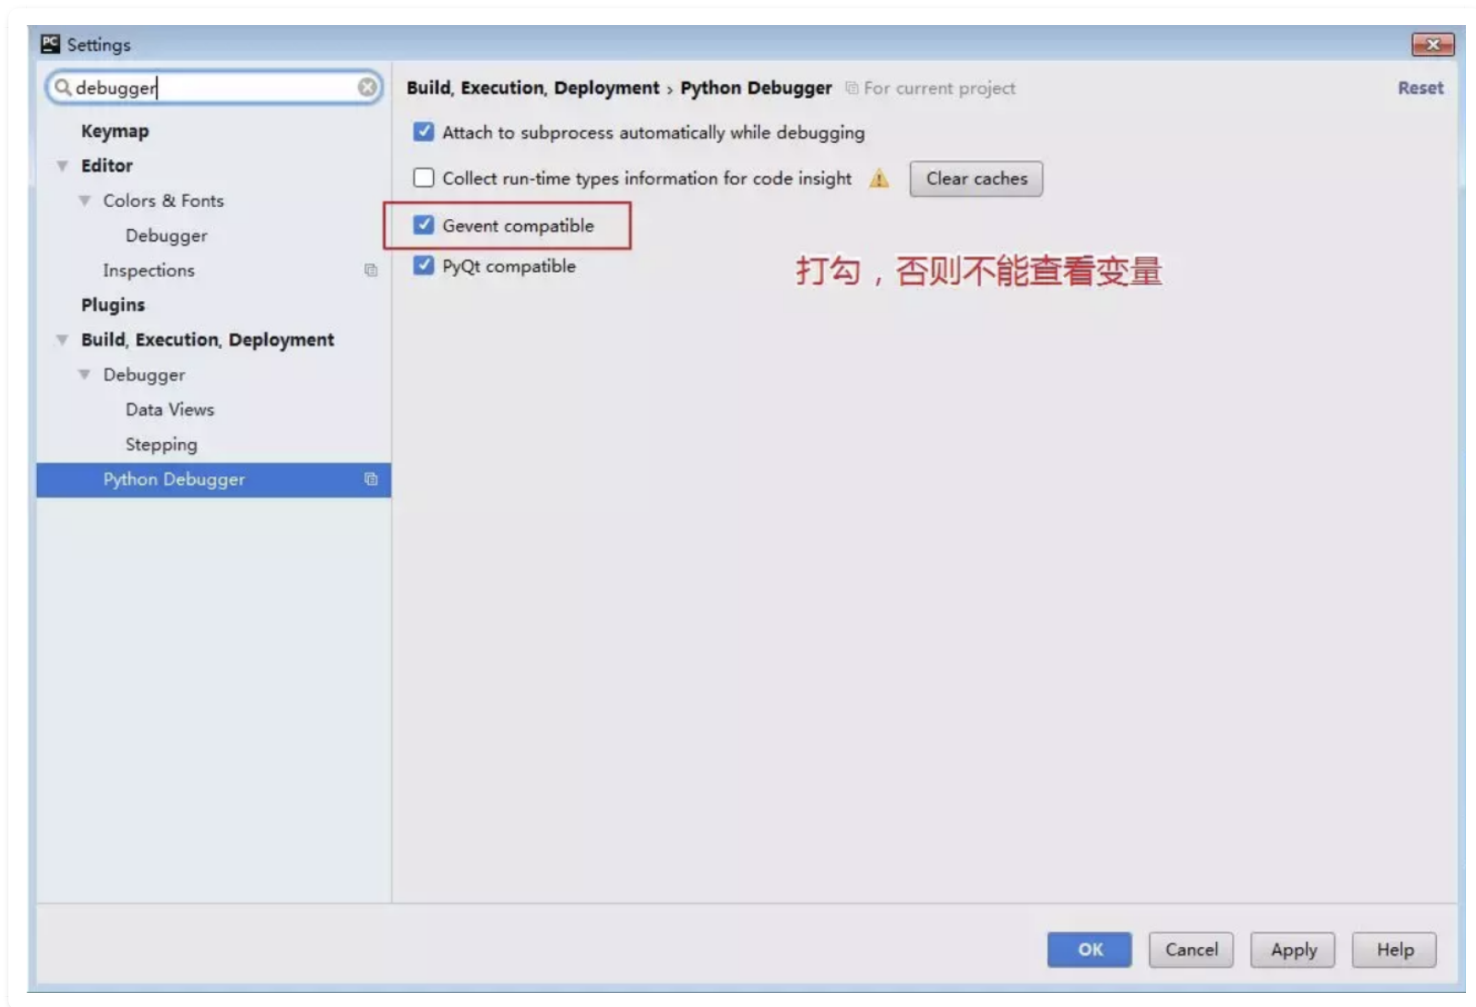 PC Settings
debugger
Keymap
Editor
Colors & Fonts
Debugger
Inspections
Plugins
Build, Execution, Deployment
Debugger
Data Views
Stepping
Python Debugger
Build, Execution, Deployment › Python Debugger For current project Reset
Attach to subprocess automatically while debugging
Collect run-time types information for code insight Clear caches
Gevent compatible
PyQt compatible
打勾，否则不能查看变量
OK Cancel Apply Help